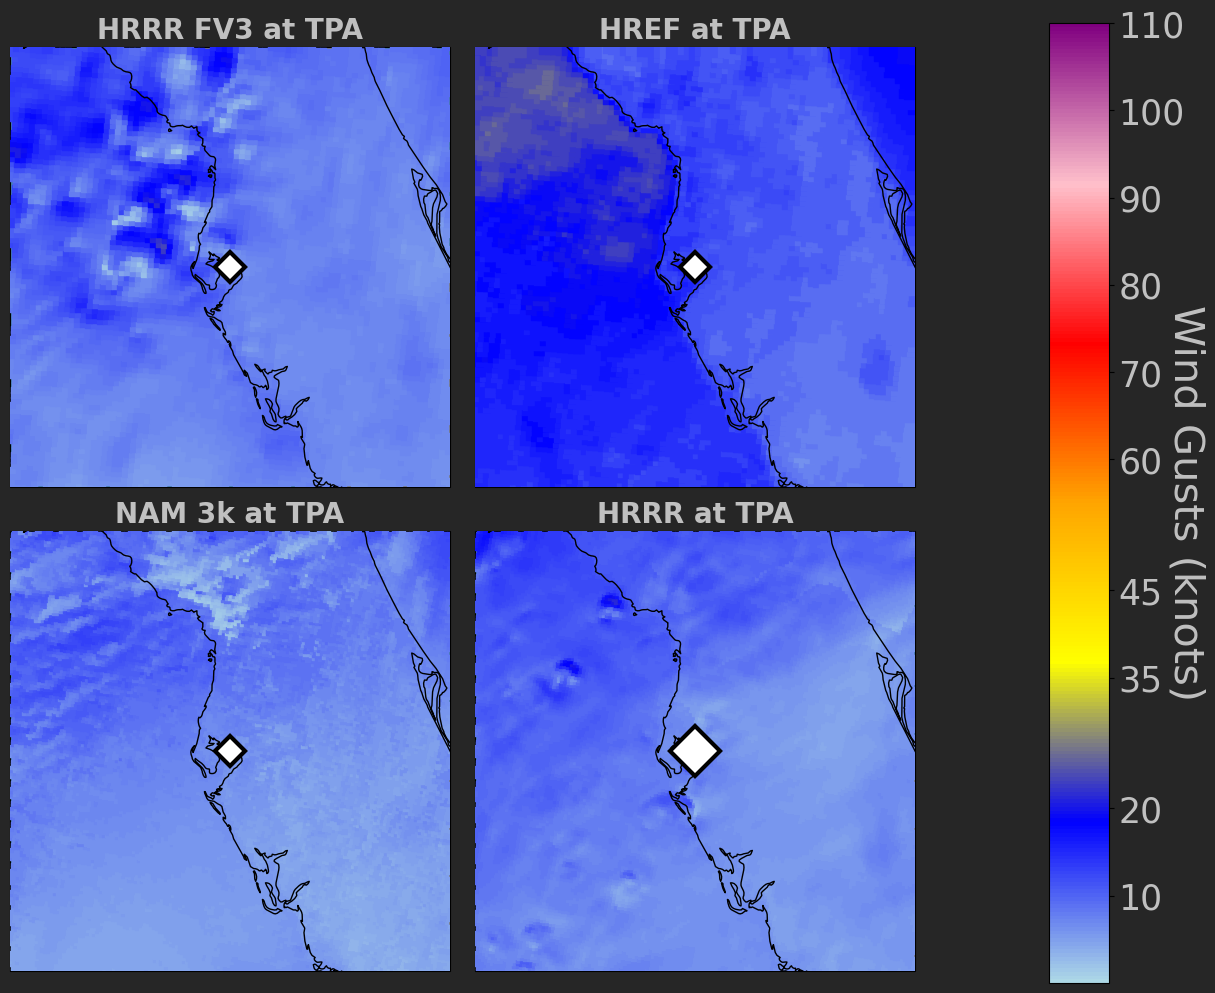 HRRR FV3 at TPA
HREF at TPA
NAM 3k at TPA
HRRR at TPA
110
100
90
80
70
60
45
35
20
10
Wind Gusts (knots)